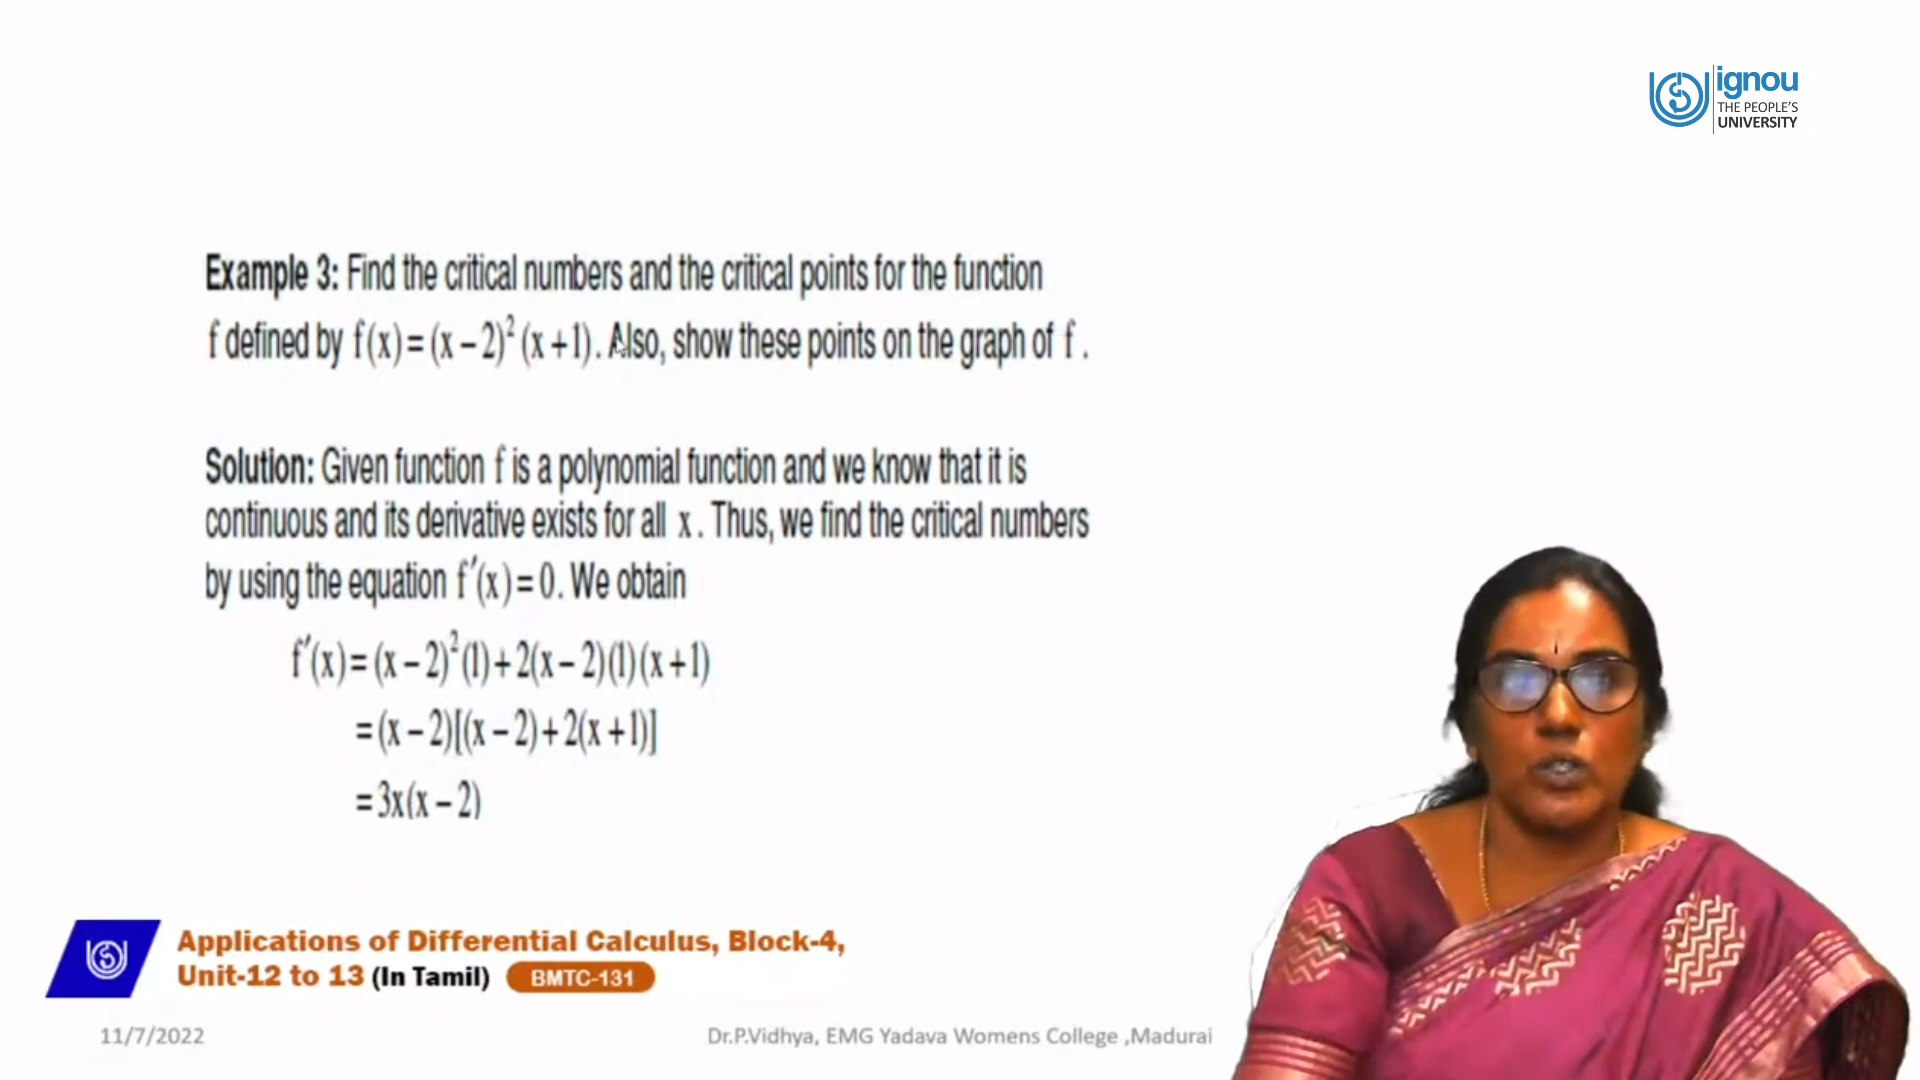 ignou
THE PEOPLE'S
UNIVERSITY
Example 3: Find the critical numbers and the critical points for the function
f defined by f(x) = (x − 2)² (x + 1). Also, show these points on the graph of f.
Solution: Given function f is a polynomial function and we know that it is
continuous and its derivative exists for all x. Thus, we find the critical numbers
by using the equation f′(x) = 0. We obtain
f′(x) = (x − 2)² (1) + 2(x − 2)(1)(x + 1)
= (x − 2)[(x − 2) + 2(x + 1)]
= 3x(x − 2)
Applications of Differential Calculus, Block-4,
Unit-12 to 13 (In Tamil) BMTC-131
11/7/2022 Dr.P.Vidhya, EMG Yadava Womens College ,Madurai